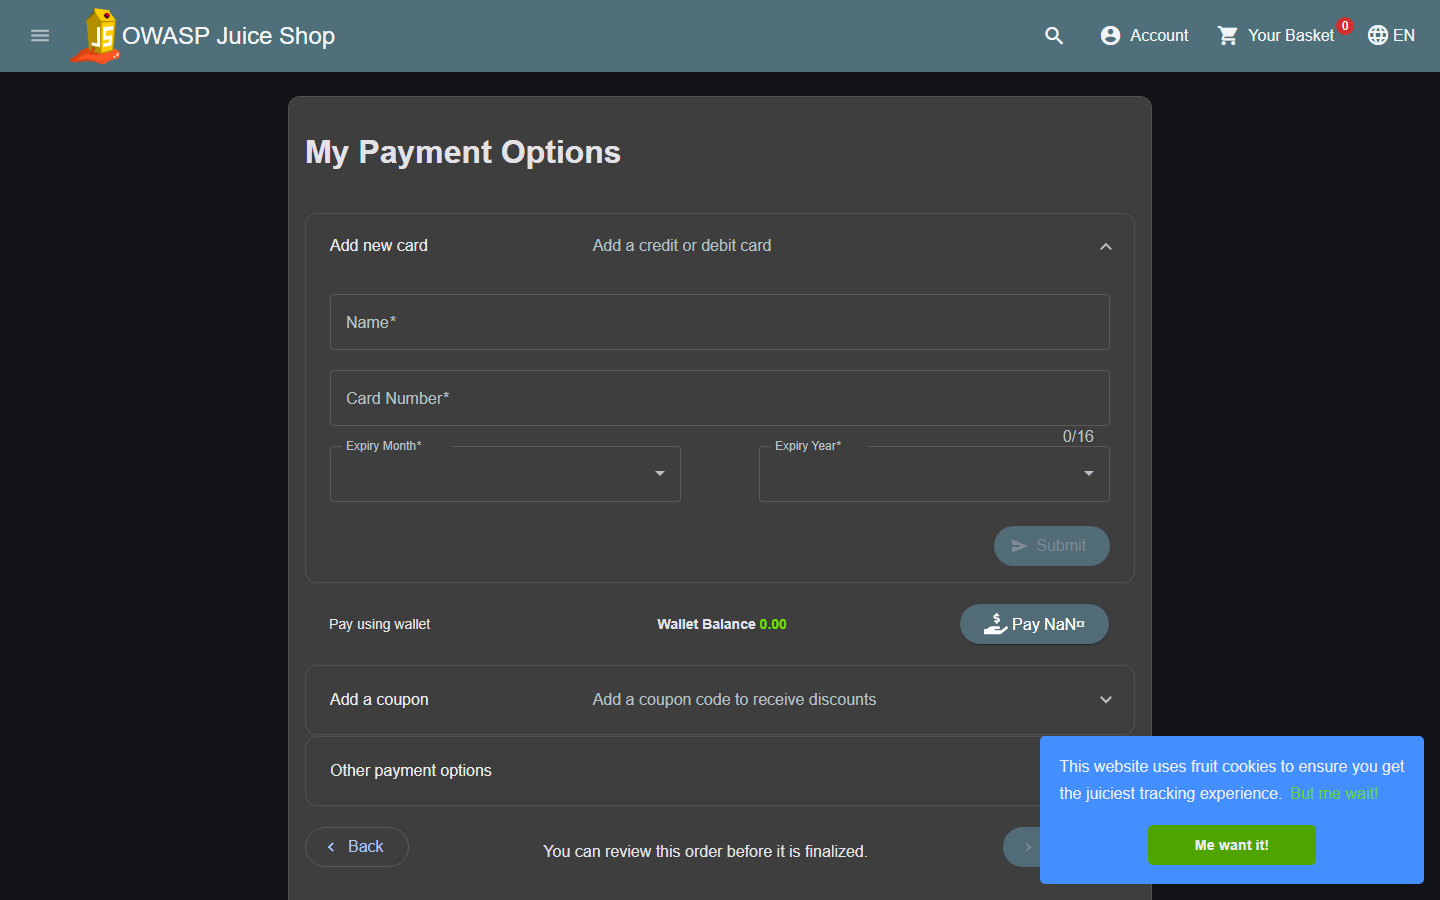 OWASP Juice Shop
Account
Your Basket
0
EN
My Payment Options
Add new card
Add a credit or debit card
Name*
Card Number*
0/16
Expiry Month*
Expiry Year*
Submit
Pay using wallet
Wallet Balance 0.00
Pay NaN¤
Add a coupon
Add a coupon code to receive discounts
Other payment options
This website uses fruit cookies to ensure you get
the juiciest tracking experience. But me wait!
Me want it!
Back
You can review this order before it is finalized.